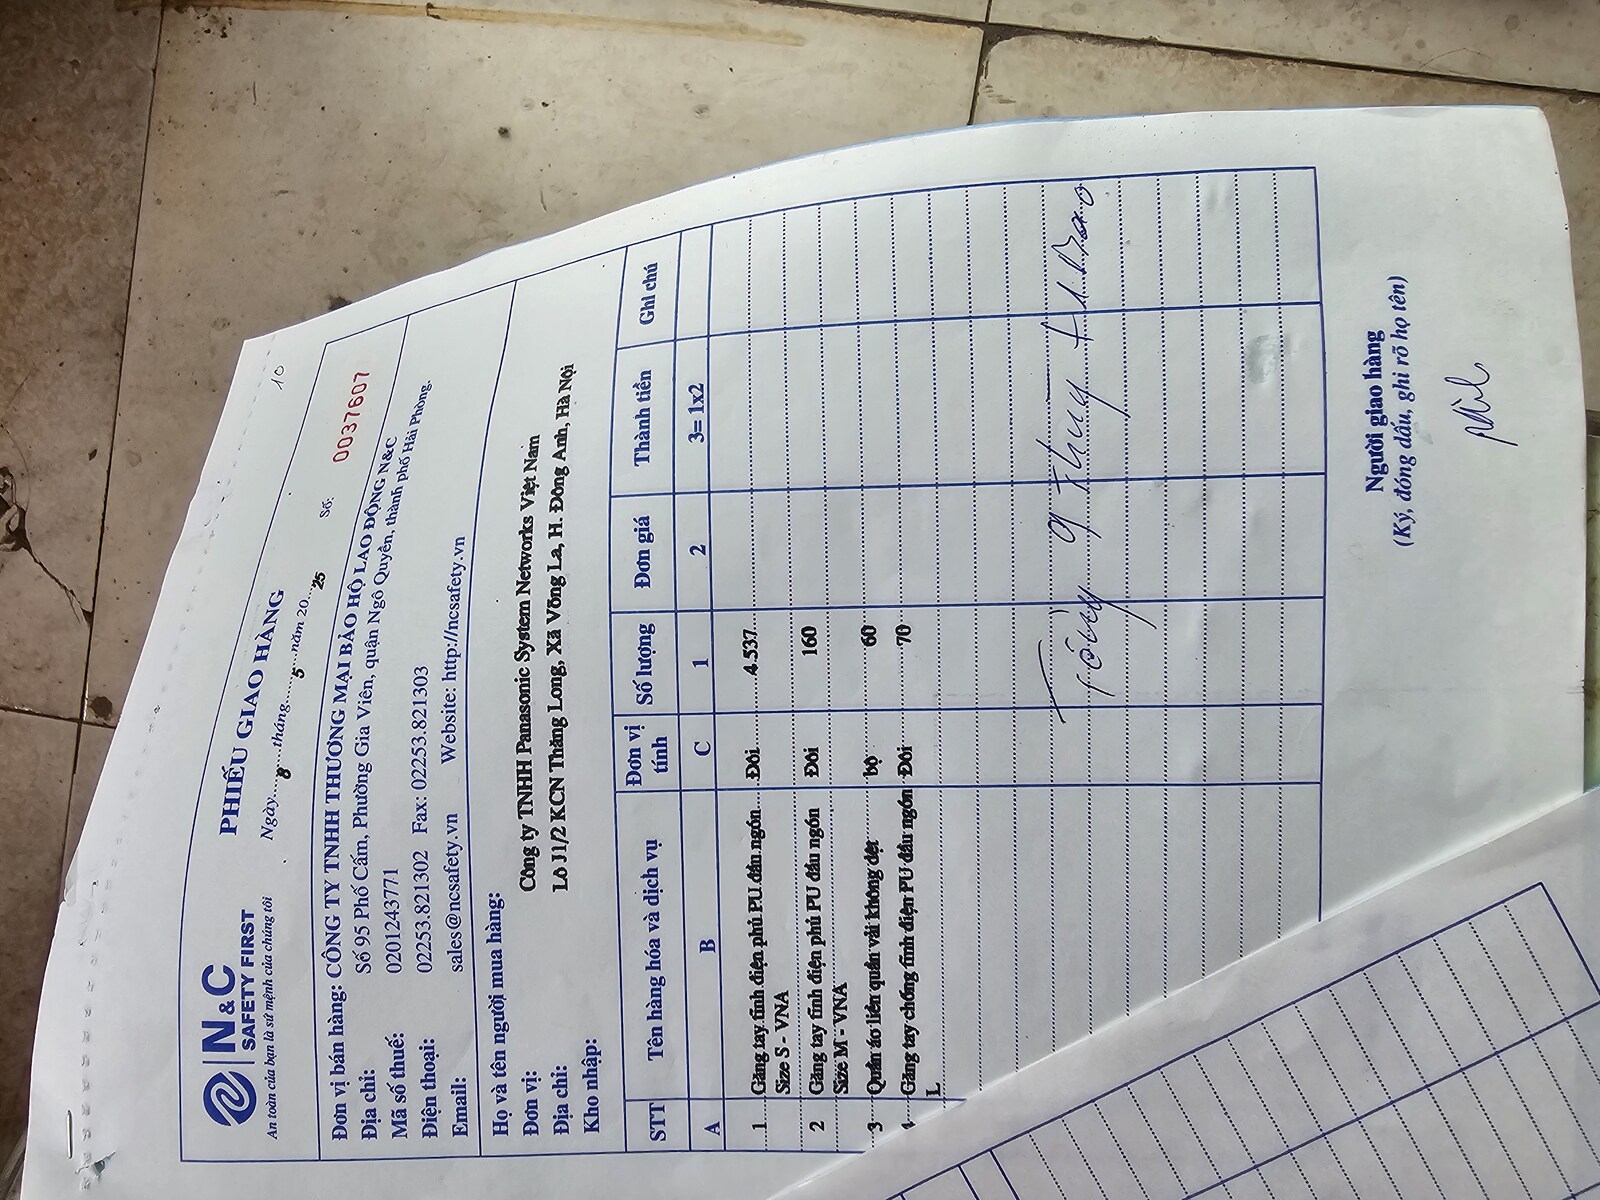 10
N&C
SAFETY FIRST
An toàn của bạn là sứ mệnh của chúng tôi
PHIẾU GIAO HÀNG
Ngày....8....tháng....5....năm 20...25 Số: 0037607
Đơn vị bán hàng: CÔNG TY TNHH THƯƠNG MẠI BẢO HỘ LAO ĐỘNG N&C
Địa chỉ: Số 95 Phố Cấm, Phường Gia Viên, quận Ngô Quyền, thành phố Hải Phòng.
Mã số thuế: 0201243771
Điện thoại: 02253.821302 Fax: 02253.821303
Email: sales@ncsafety.vn Website: http://ncsafety.vn
Họ và tên người mua hàng:
Đơn vị: Công ty TNHH Panasonic System Networks Việt Nam
Địa chỉ: Lô J1/2 KCN Thăng Long, Xã Võng La, H. Đông Anh, Hà Nội
Kho nhập:
STT Tên hàng hóa và dịch vụ Đơn vị tính Số lượng Đơn giá Thành tiền Ghi chú
A B C 1 2 3= 1x2
1 Găng tay tĩnh điện phủ PU đầu ngón Đôi 4.537
Size S - VNA
2 Găng tay tĩnh điện phủ PU đầu ngón Đôi 160
Size M - VNA
3 Quần áo liền quần vải không dệt bộ 60
4 Găng tay chống tĩnh điện PU đầu ngón Đôi 70
L
9 thùng + 1
Người giao hàng
(Ký, đóng dấu, ghi rõ họ tên)